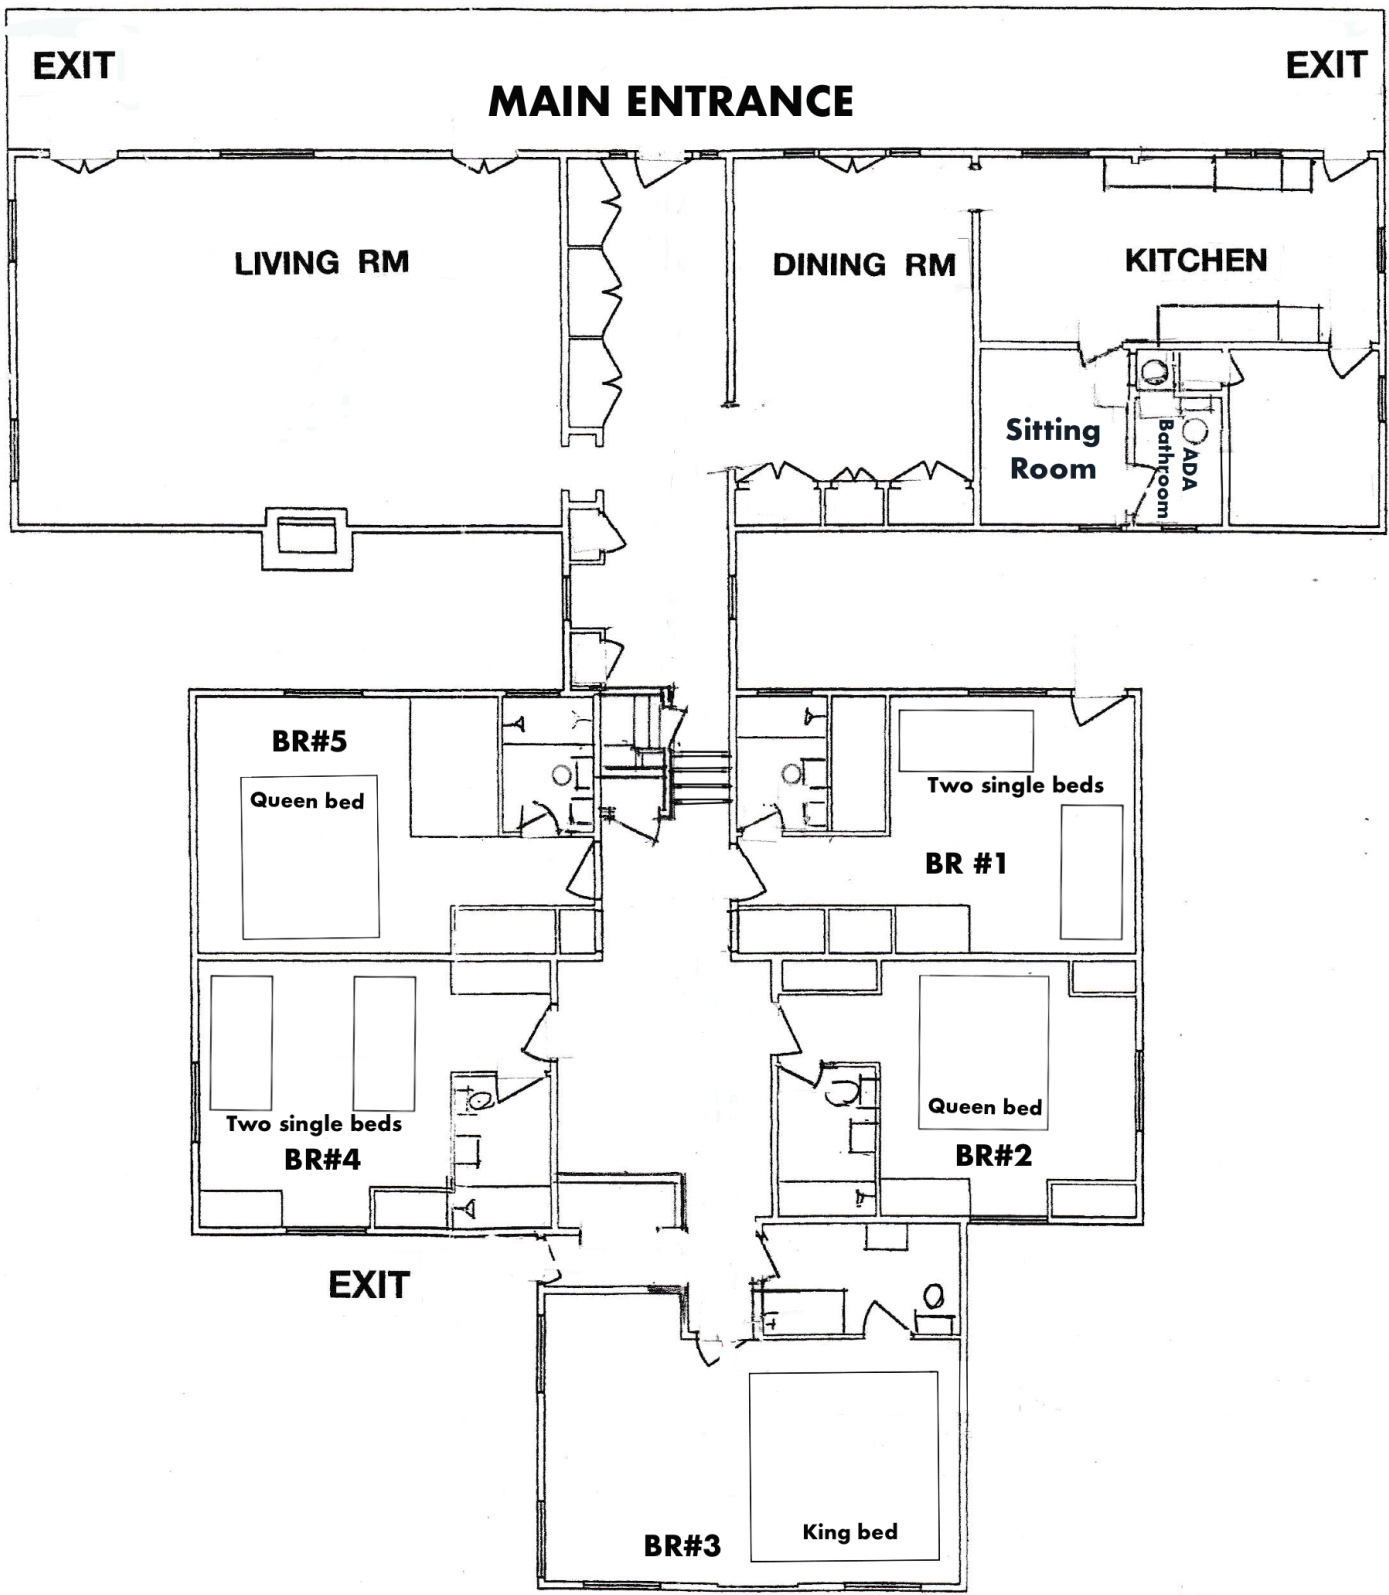 EXIT
EXIT
MAIN ENTRANCE
LIVING RM
DINING RM
KITCHEN
Sitting
Room
ADA
Bathroom
BR#5
Queen bed
Two single beds
BR #1
Two single beds
BR#4
Queen bed
BR#2
EXIT
King bed
BR#3